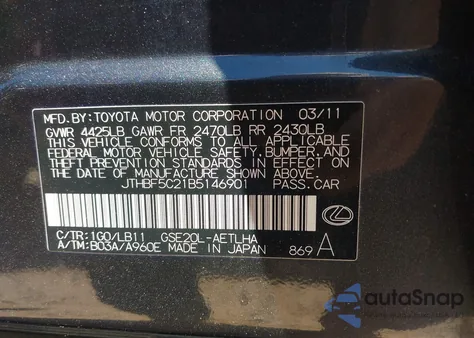 MFD. BY: TOYOTA MOTOR CORPORATION 03/11
GVWR 4425LB GAWR FR 2470LB RR 2430LB
THIS VEHICLE CONFORMS TO ALL APPLICABLE
FEDERAL MOTOR VEHICLE SAFETY, BUMPER, AND
THEFT PREVENTION STANDARDS IN EFFECT ON
THE DATE OF MANUFACTURE SHOWN ABOVE.
JTHBF5C21B5146901 PASS. CAR
C/TR: 1G0/LB11 GSE20L-AETLHA
A/TM: B03A/A960E MADE IN JAPAN 869 A
autaSnap